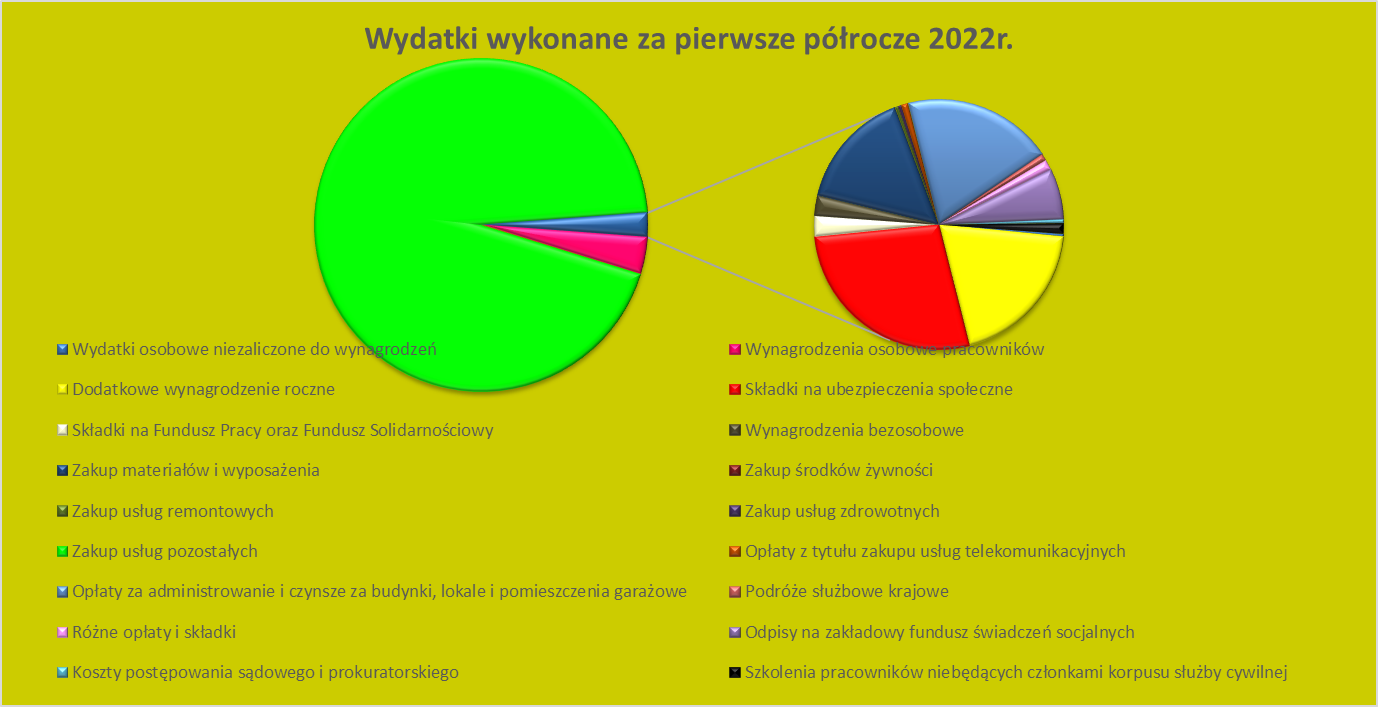 Wydatki wykonane za pierwsze półrocze 2022r.
Wydatki osobowe niezaliczone do wynagrodzeń
Wynagrodzenia osobowe pracowników
Dodatkowe wynagrodzenie roczne
Składki na ubezpieczenia społeczne
Składki na Fundusz Pracy oraz Fundusz Solidarnościowy
Wynagrodzenia bezosobowe
Zakup materiałów i wyposażenia
Zakup środków żywności
Zakup usług remontowych
Zakup usług zdrowotnych
Zakup usług pozostałych
Opłaty z tytułu zakupu usług telekomunikacyjnych
Opłaty za administrowanie i czynsze za budynki, lokale i pomieszczenia garażowe
Podróże służbowe krajowe
Różne opłaty i składki
Odpisy na zakładowy fundusz świadczeń socjalnych
Koszty postępowania sądowego i prokuratorskiego
Szkolenia pracowników niebędących członkami korpusu służby cywilnej